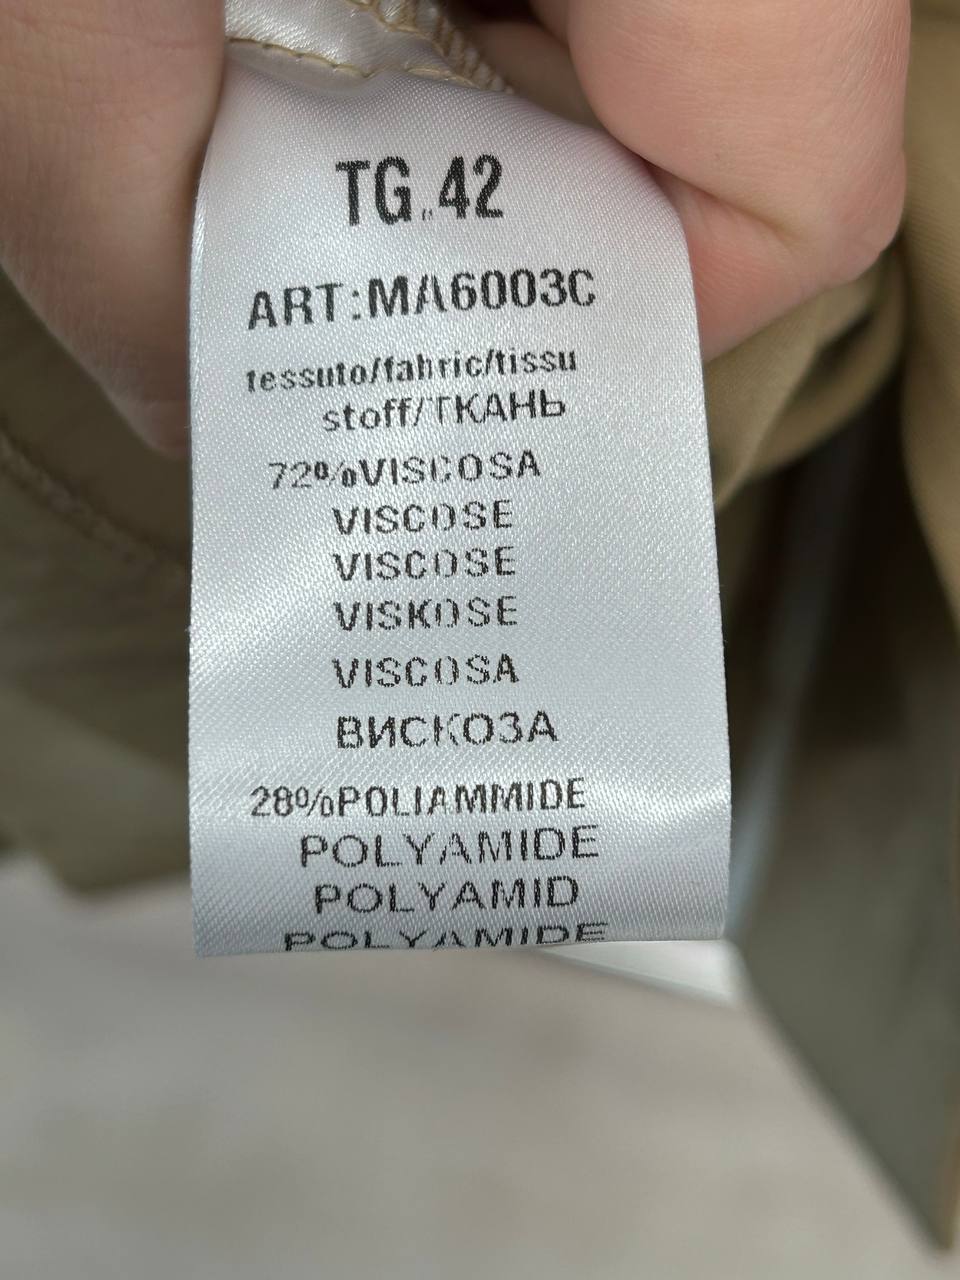 TG. 42
ART:MA6003C
tessuto/fabric/tissu
stoff/ТКАНЬ
72%VISCOSA
VISCOSE
VISCOSE
VISKOSE
VISCOSA
ВИСКОЗА
28%POLIAMMIDE
POLYAMIDE
POLYAMID
POLYAMIDE